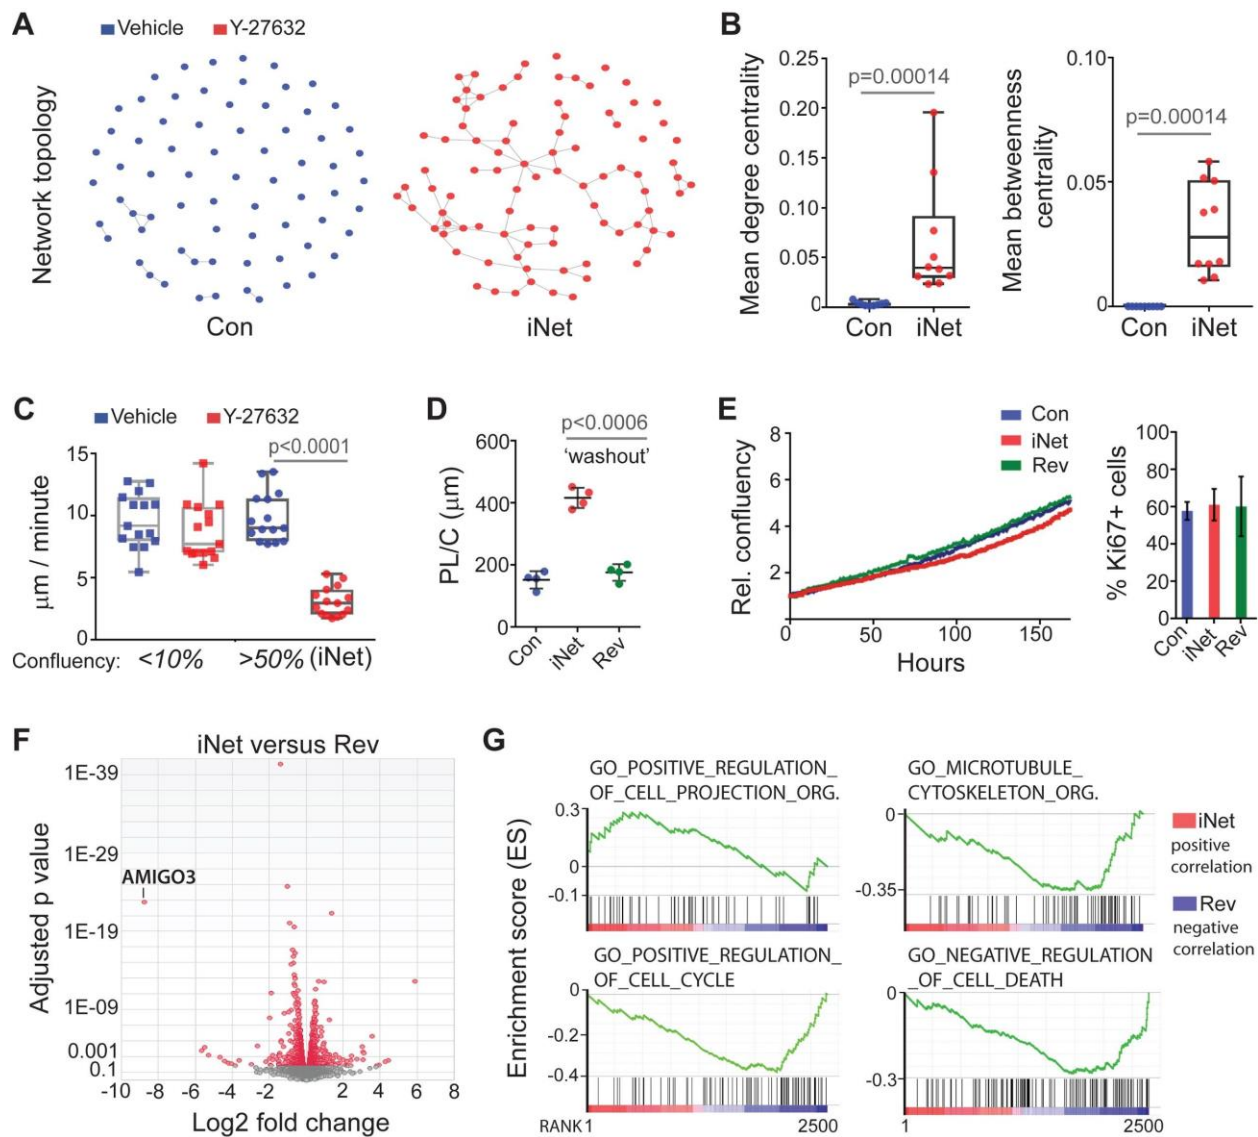 A
Vehicle
Y-27632
Network topology
Con
iNet
B
Mean degree centrality
0.25
0.20
0.15
0.10
0.05
0
p=0.00014
Con
iNet
Mean betweenness
centrality
0.10
0.05
0
p=0.00014
Con
iNet
C
Vehicle
Y-27632
p<0.0001
μm / minute
15
10
5
0
Confluency:
<10%
>50%
(iNet)
D
p<0.0006
'washout'
PL/C (μm)
600
400
200
0
Con
iNet
Rev
E
Con
iNet
Rev
Rel. confluency
8
6
4
2
0
50
100
150
Hours
% Ki67+ cells
100
80
60
40
20
0
Con
iNet
Rev
F
iNet versus Rev
Adjusted p value
1E-39
1E-29
1E-19
1E-09
0.001
0.1
AMIGO3
-10
-8
-6
-4
-2
0
2
4
6
8
Log2 fold change
G
Enrichment score (ES)
GO_POSITIVE_REGULATION_
OF_CELL_PROJECTION_ORG.
0.3
0
-0.1
GO_MICROTUBULE_
CYTOSKELETON_ORG.
0
-0.35
iNet
positive
correlation
Rev
negative
correlation
GO_POSITIVE_REGULATION_
OF_CELL_CYCLE
0
-0.2
-0.4
RANK 1
2500
GO_NEGATIVE_REGULATION
_OF_CELL_DEATH
0
-0.3
1
2500